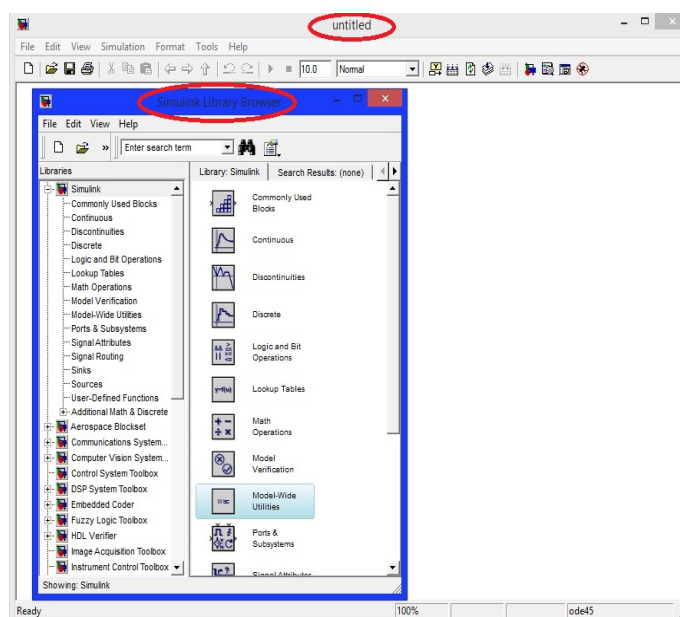 untitled
File Edit View Simulation Format Tools Help
10.0 Normal
Simulink Library Browser
File Edit View Help
» Enter search term
Libraries
Simulink
Commonly Used Blocks
Continuous
Discontinuities
Discrete
Logic and Bit Operations
Lookup Tables
Math Operations
Model Verification
Model-Wide Utilities
Ports & Subsystems
Signal Attributes
Signal Routing
Sinks
Sources
User-Defined Functions
Additional Math & Discrete
Aerospace Blockset
Communications System...
Computer Vision System...
Control System Toolbox
DSP System Toolbox
Embedded Coder
Fuzzy Logic Toolbox
HDL Verifier
Image Acquisition Toolbox
Instrument Control Toolbox
Library: Simulink Search Results: (none)
Commonly Used
Blocks
Continuous
Discontinuities
Discrete
Logic and Bit
Operations
y=f(u)
Lookup Tables
Math
Operations
Model
Verification
Misc
Model-Wide
Utilities
Ports &
Subsystems
Signal Attributes
Showing: Simulink
Ready 100% ode45